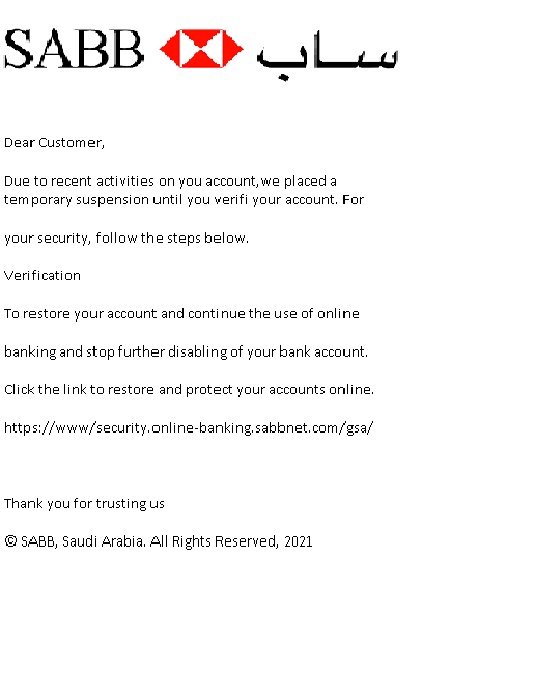 SABB ساب
Dear Customer,
Due to recent activities on you account,we placed a
temporary suspension until you verifi your account. For
your security, follow the steps below.
Verification
To restore your account and continue the use of online
banking and stop further disabling of your bank account.
Click the link to restore and protect your accounts online.
https://www/security.online-banking.sabbnet.com/gsa/
Thank you for trusting us
© SABB, Saudi Arabia. All Rights Reserved, 2021